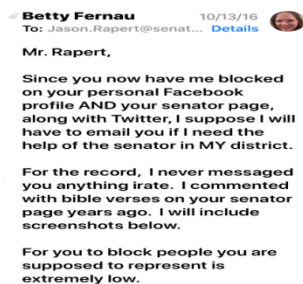 Betty Fernau 10/13/16
To: Jason.Rapert@senat... Details
Mr. Rapert,
Since you now have me blocked
on your personal Facebook
profile AND your senator page,
along with Twitter, I suppose I will
have to email you if I need the
help of the senator in MY district.
For the record, I never messaged
you anything irate. I commented
with bible verses on your senator
page years ago. I will include
screenshots below.
For you to block people you are
supposed to represent is
extremely low.